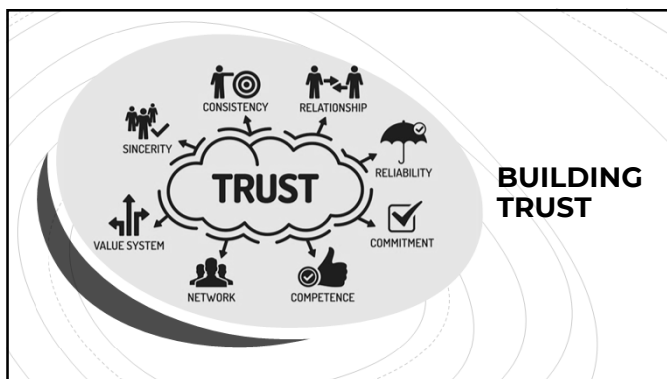 CONSISTENCY
RELATIONSHIP
SINCERITY
RELIABILITY
TRUST
VALUE SYSTEM
COMMITMENT
NETWORK
COMPETENCE
BUILDING
TRUST